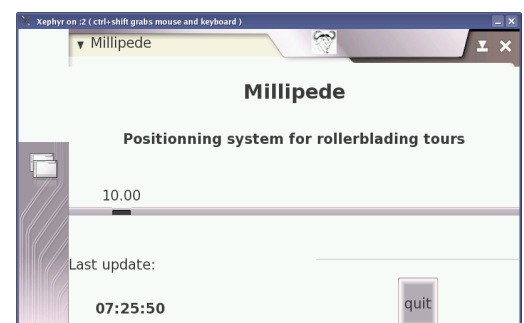 Xephyr on :2 ( ctrl+shift grabs mouse and keyboard )
Millipede
Millipede
Positionning system for rollerblading tours
10.00
Last update:
07:25:50
quit